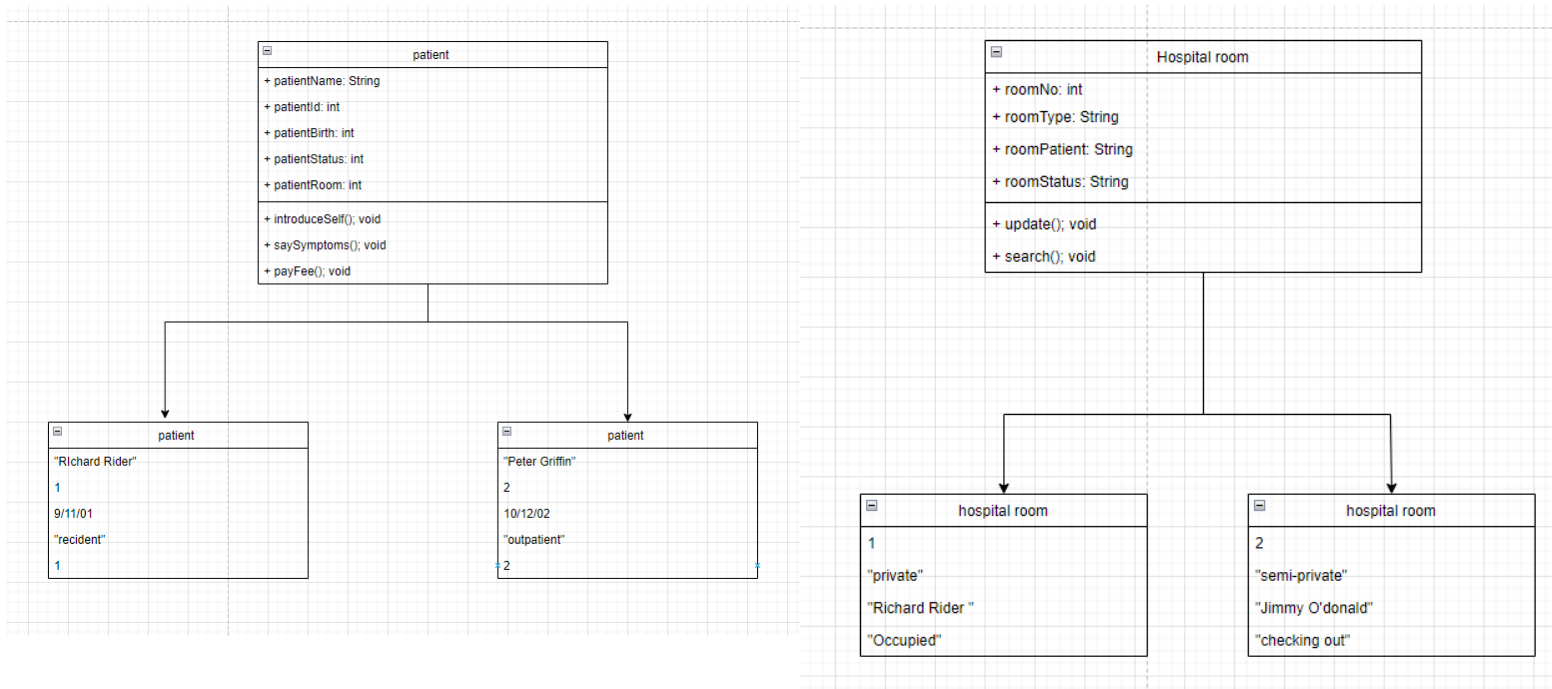 patient
+ patientName: String
+ patientId: int
+ patientBirth: int
+ patientStatus: int
+ patientRoom: int
+ introduceSelf(); void
+ saySymptoms(); void
+ payFee(); void
patient
"RIchard Rider"
1
9/11/01
"recident"
1
patient
"Peter Griffin"
2
10/12/02
"outpatient"
2
Hospital room
+ roomNo: int
+ roomType: String
+ roomPatient: String
+ roomStatus: String
+ update(); void
+ search(); void
hospital room
1
"private"
"Richard Rider "
"Occupied"
hospital room
2
"semi-private"
"Jimmy O'donald"
"checking out"